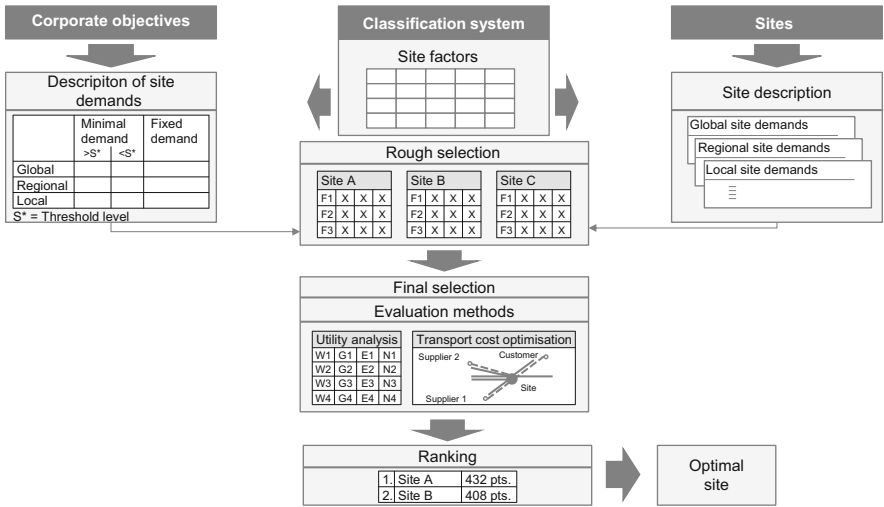 Corporate objectives
Classification system
Sites
Descripiton of site
demands
Minimal
demand
>S* <S*
Fixed
demand
Global
Regional
Local
S* = Threshold level
Site factors
Site description
Global site demands
Regional site demands
Local site demands
Rough selection
Site A
F1 X X X
F2 X X X
F3 X X X
Site B
F1 X X X
F2 X X X
F3 X X X
Site C
F1 X X X
F2 X X X
F3 X X X
Final selection
Evaluation methods
Utility analysis
W1 G1 E1 N1
W2 G2 E2 N2
W3 G3 E3 N3
W4 G4 E4 N4
Transport cost optimisation
Supplier 2
Customer
Site
Supplier 1
Ranking
1. Site A 432 pts.
2. Site B 408 pts.
Optimal
site